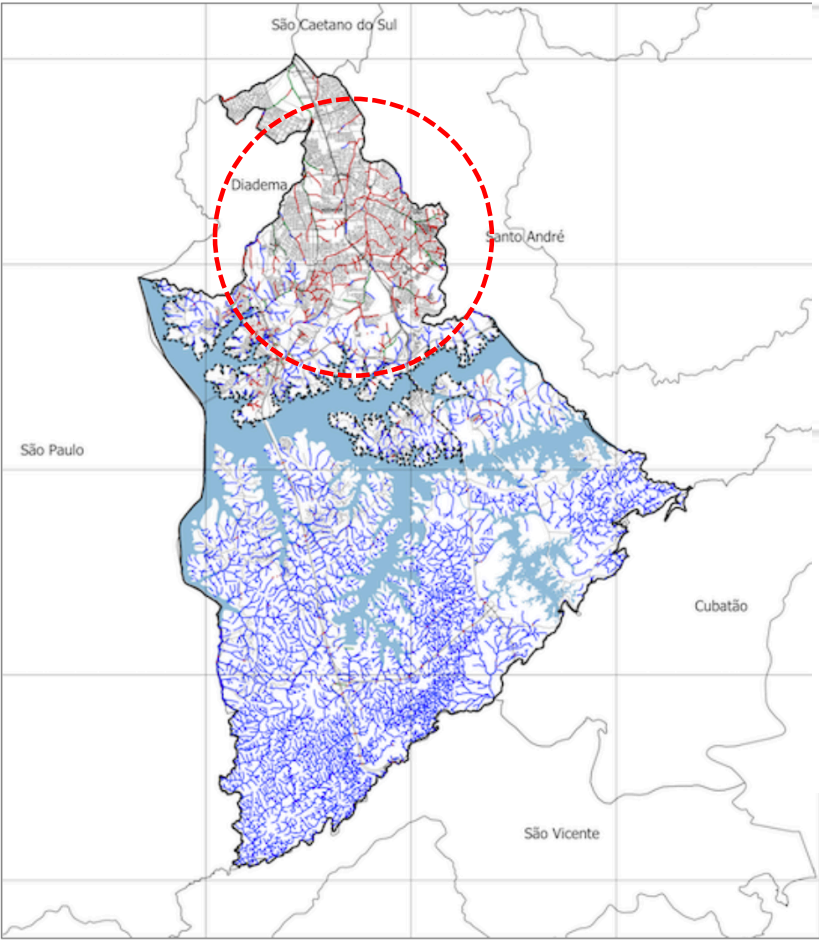 São Caetano do Sul
Diadema
Santo André
São Paulo
Cubatão
São Vicente